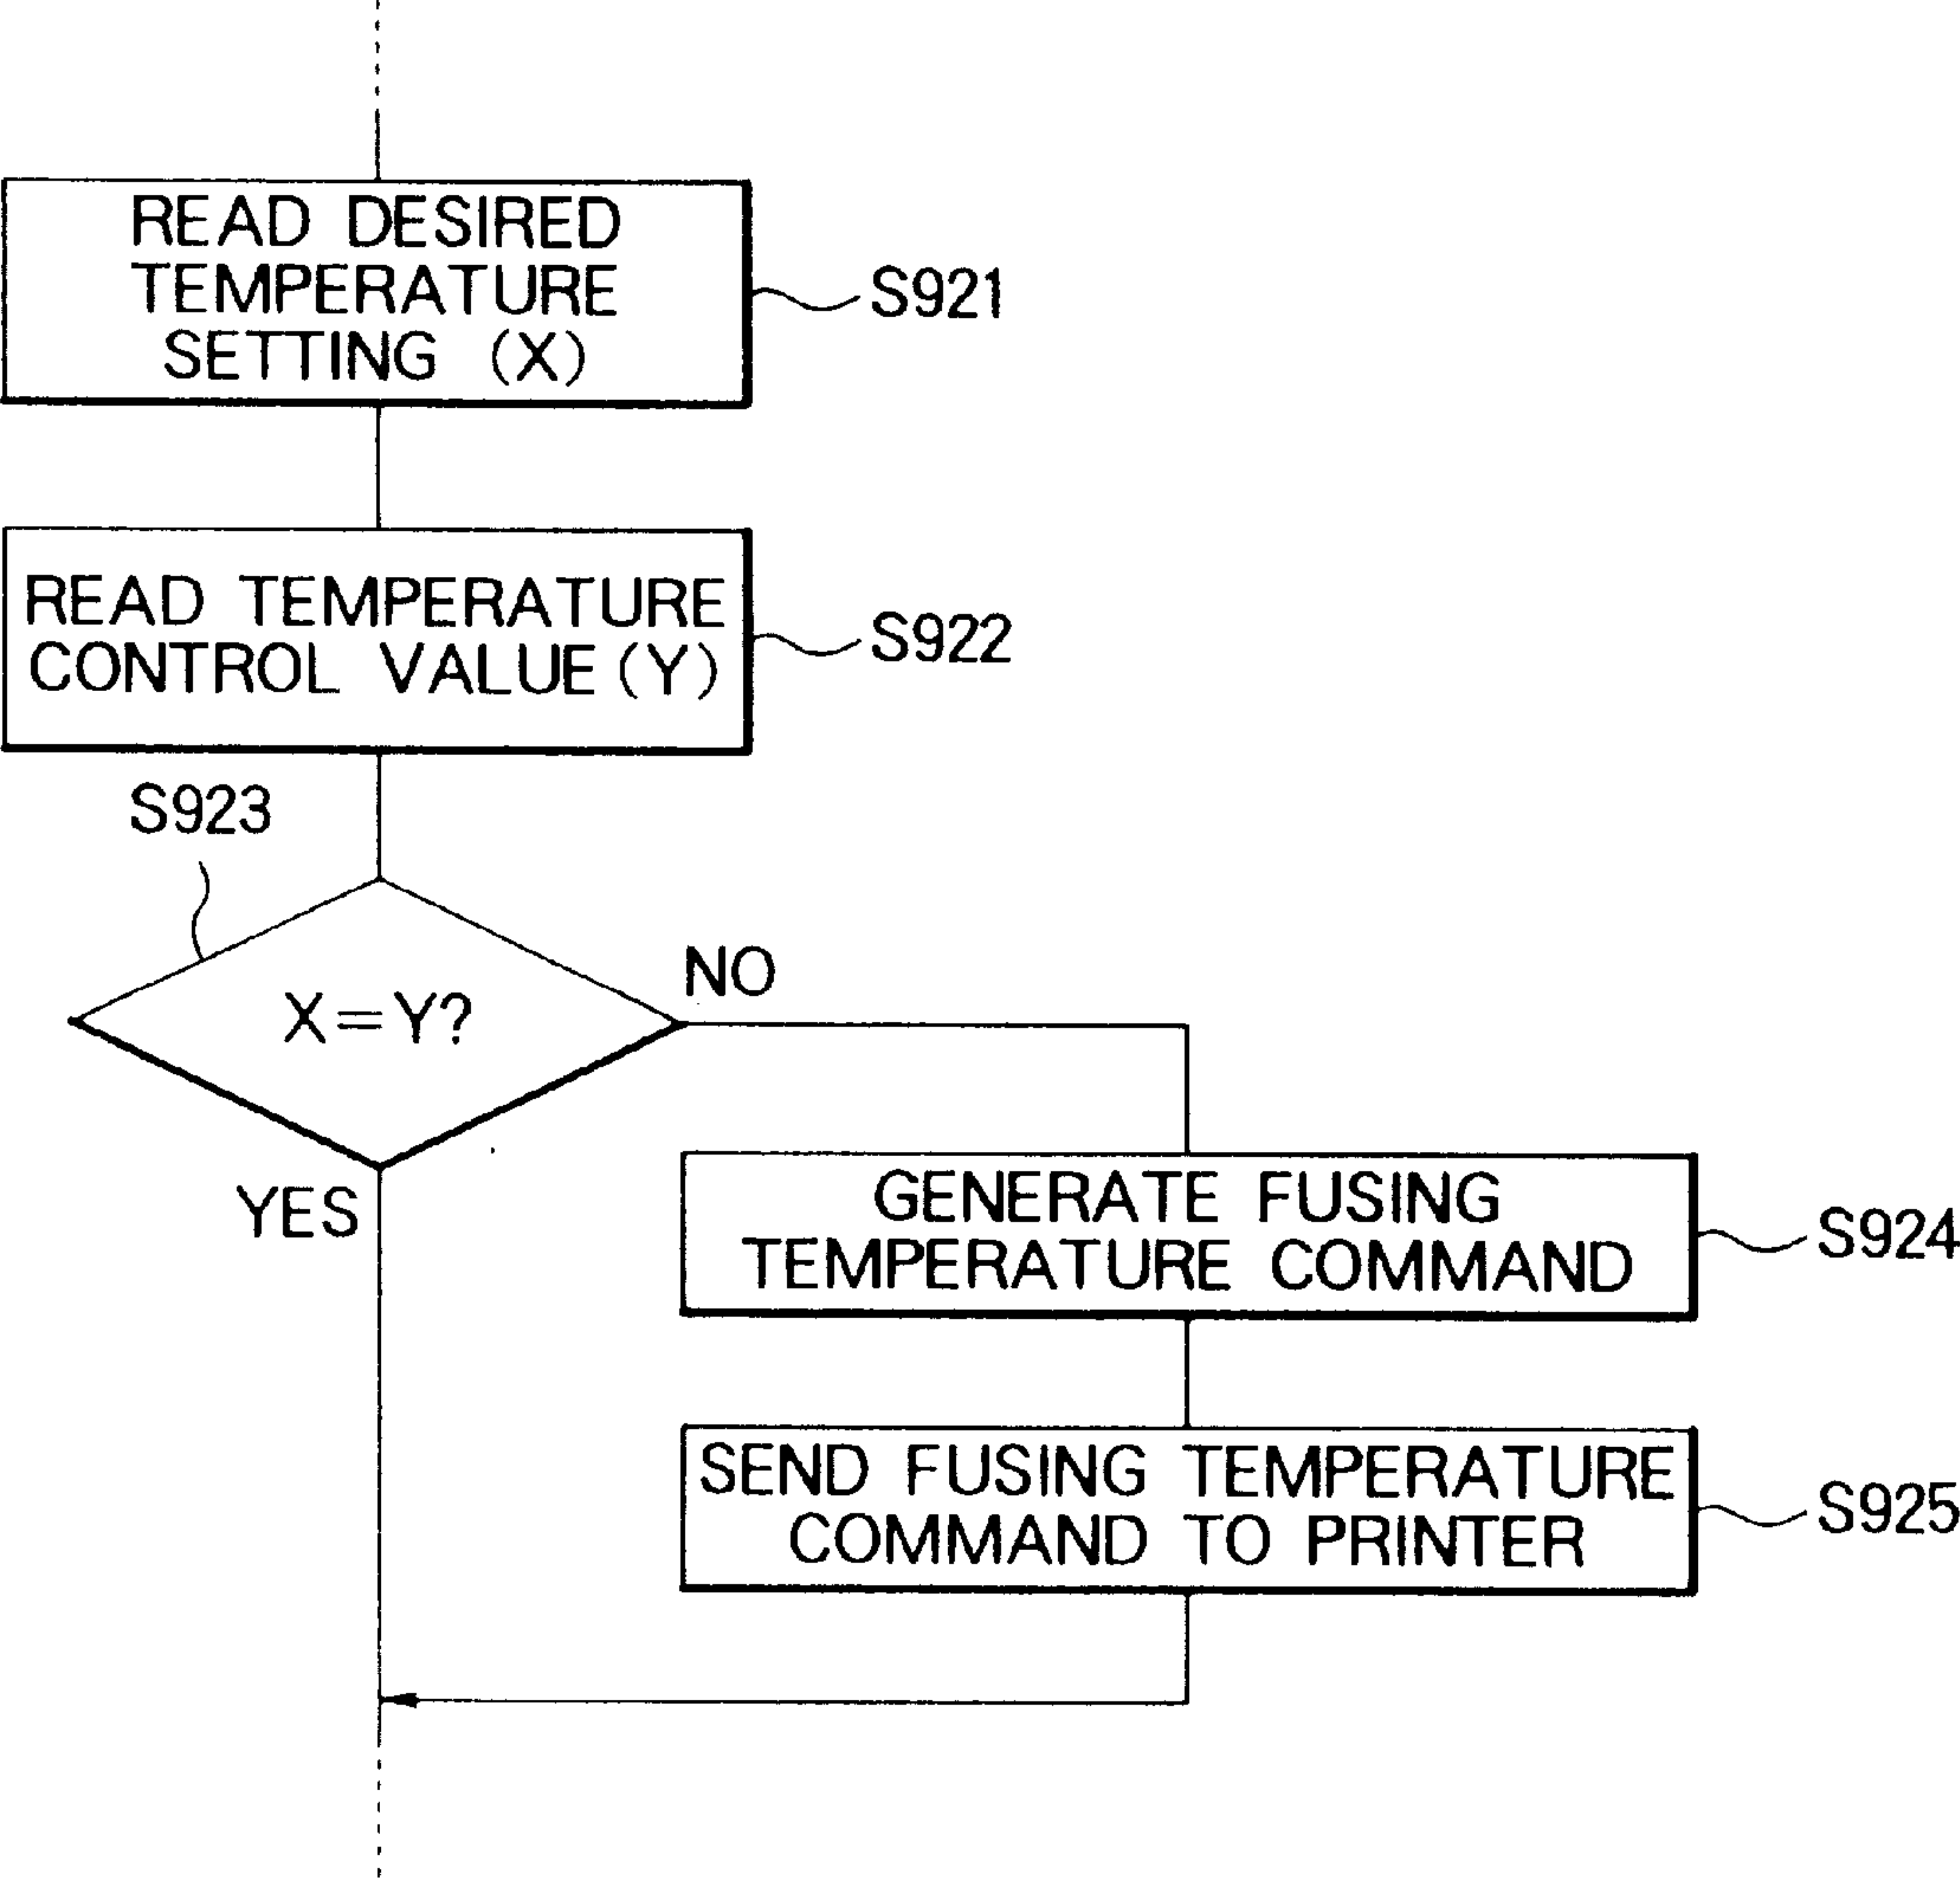 READ DESIRED
TEMPERATURE
SETTING (X)
S921
READ TEMPERATURE
CONTROL VALUE (Y)
S922
S923
X=Y?
NO
YES
GENERATE FUSING
TEMPERATURE COMMAND
S924
SEND FUSING TEMPERATURE
COMMAND TO PRINTER
S925